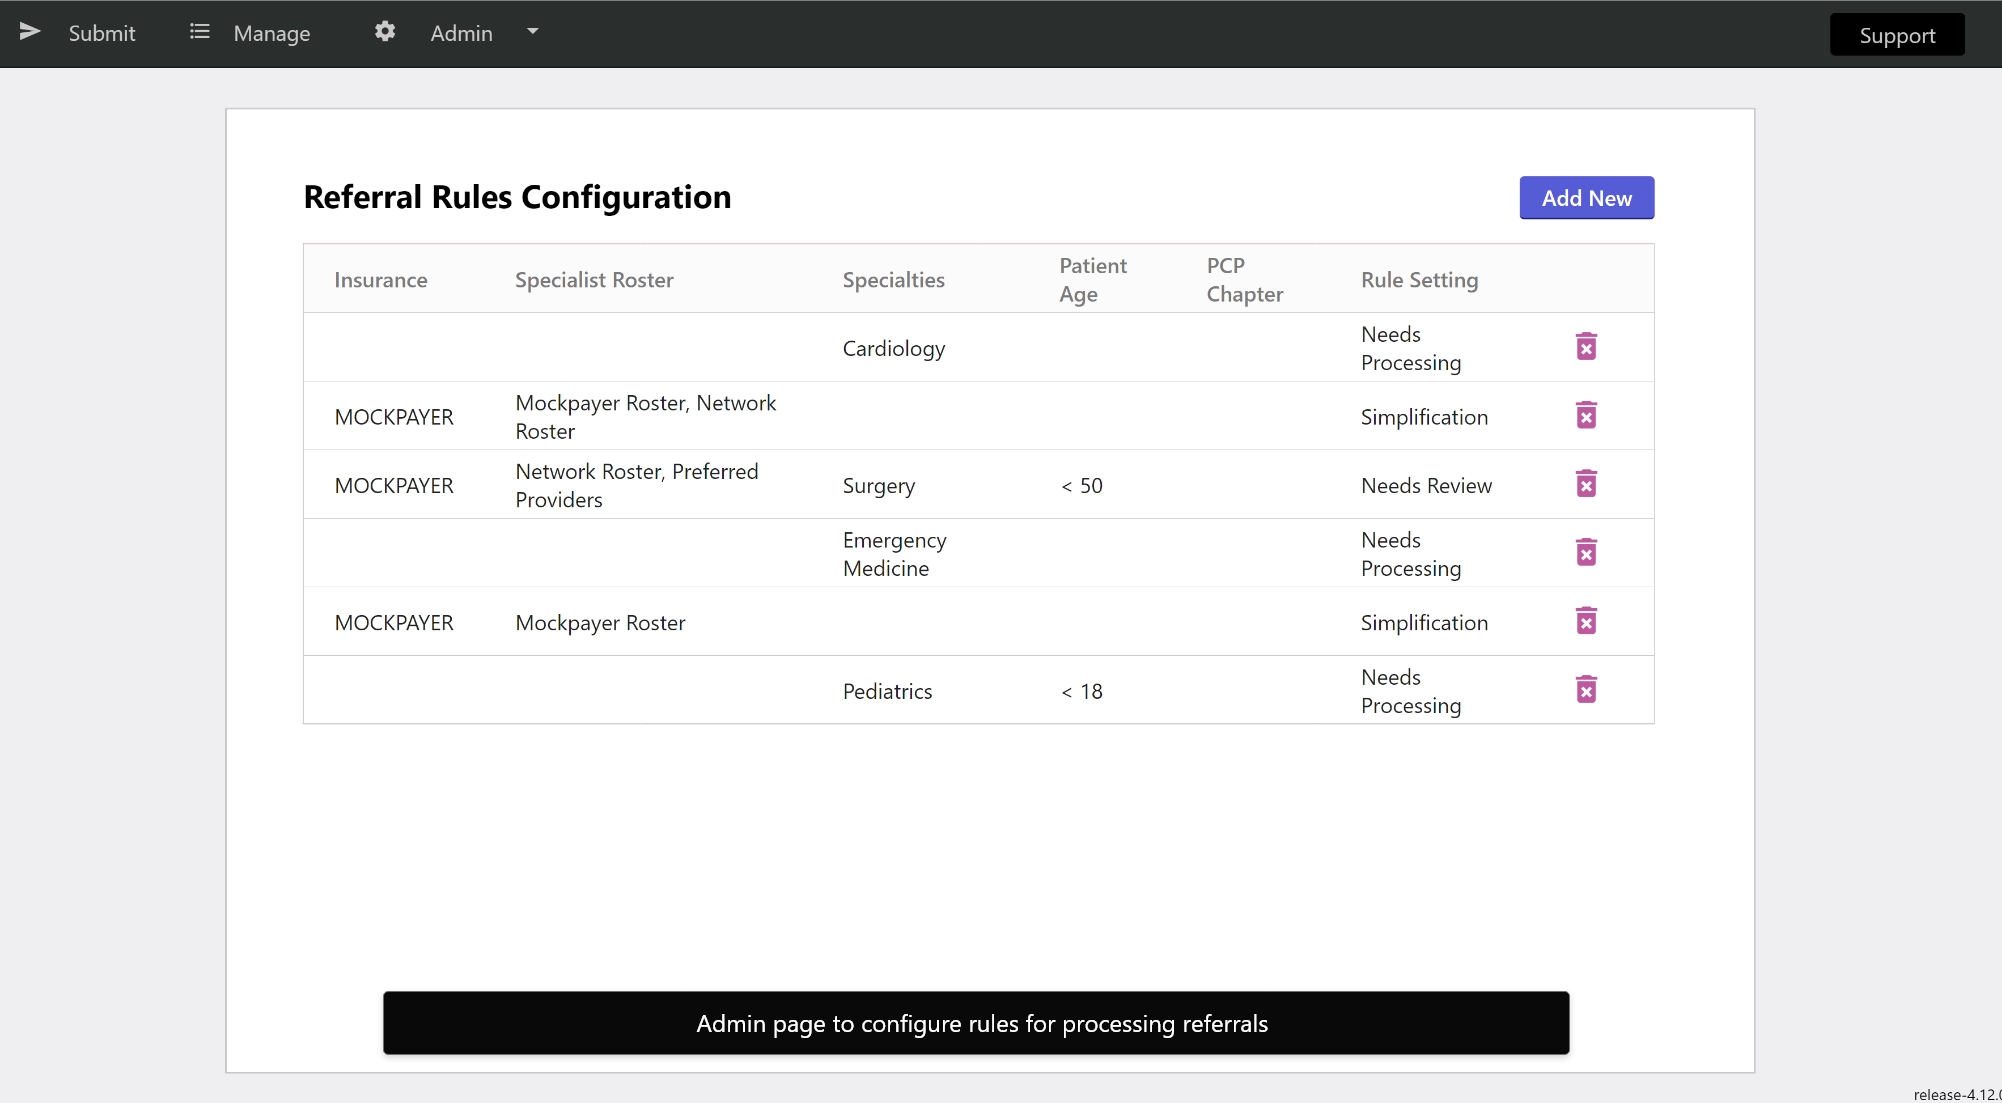 Submit Manage Admin Support
Referral Rules Configuration Add New
Insurance Specialist Roster Specialties Patient Age PCP Chapter Rule Setting
Cardiology Needs Processing
MOCKPAYER Mockpayer Roster, Network Roster Simplification
MOCKPAYER Network Roster, Preferred Providers Surgery < 50 Needs Review
Emergency Medicine Needs Processing
MOCKPAYER Mockpayer Roster Simplification
Pediatrics < 18 Needs Processing
Admin page to configure rules for processing referrals
release-4.12.